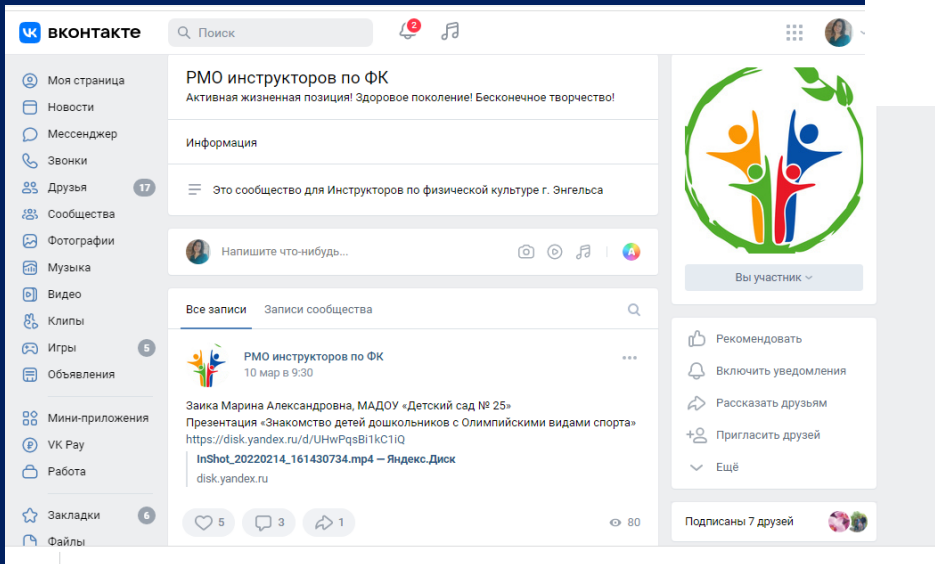 вконтакте
Поиск
2
Моя страница
Новости
Мессенджер
Звонки
Друзья 17
Сообщества
Фотографии
Музыка
Видео
Клипы
Игры 5
Объявления
Мини-приложения
VK Pay
Работа
Закладки 6
Файлы
РМО инструкторов по ФК
Активная жизненная позиция! Здоровое поколение! Бесконечное творчество!
Информация
Это сообщество для Инструкторов по физической культуре г. Энгельса
Напишите что-нибудь...
Все записи Записи сообщества
РМО инструкторов по ФК
10 мар в 9:30
Заика Марина Александровна, МАДОУ «Детский сад № 25»
Презентация «Знакомство детей дошкольников с Олимпийскими видами спорта»
https://disk.yandex.ru/d/UHwPqsBi1kC1iQ
InShot_20220214_161430734.mp4 — Яндекс.Диск
disk.yandex.ru
5 3 1 80
Вы участник
Рекомендовать
Включить уведомления
Рассказать друзьям
Пригласить друзей
Ещё
Подписаны 7 друзей